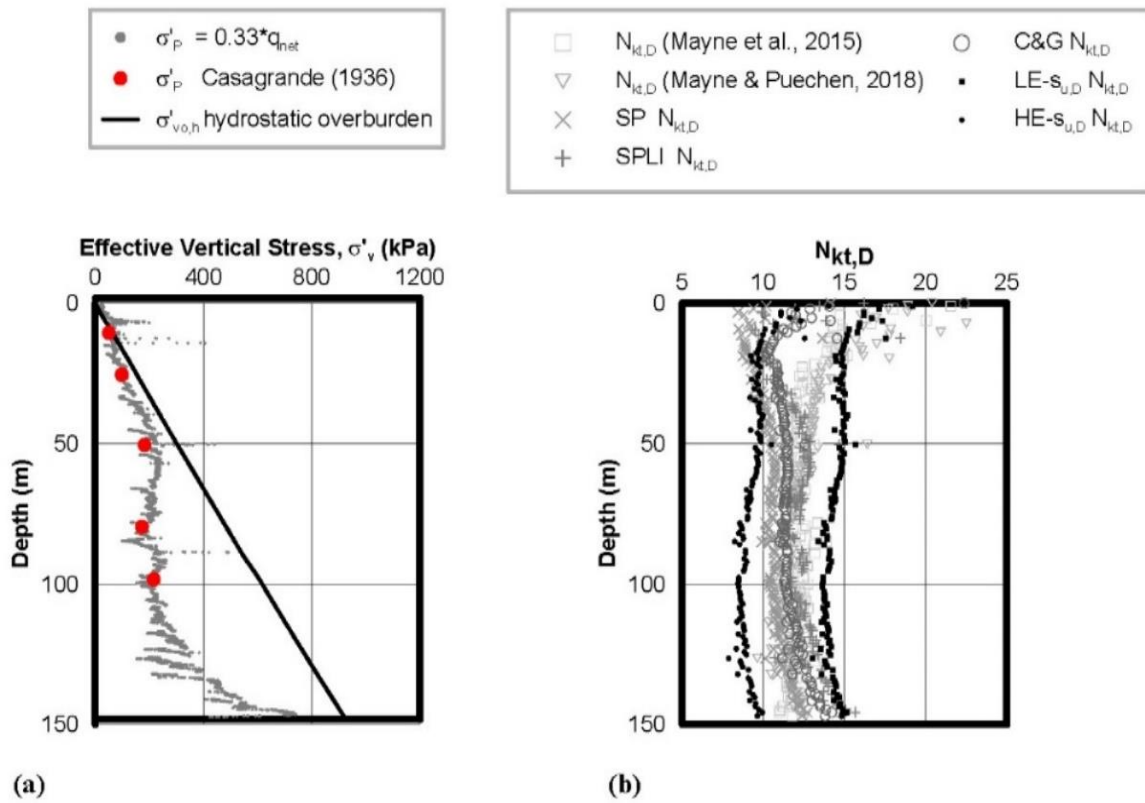 σ'P = 0.33*qnet
σ'P Casagrande (1936)
σ'vo,h hydrostatic overburden
Nkt,D (Mayne et al., 2015)
Nkt,D (Mayne & Puechen, 2018)
SP Nkt,D
SPLI Nkt,D
C&G Nkt,D
LE-su,D Nkt,D
HE-su,D Nkt,D
Effective Vertical Stress, σ'v (kPa)
0 400 800 1200
0
50
100
150
Depth (m)
(a)
Nkt,D
5 10 15 20 25
0
50
100
150
Depth (m)
(b)